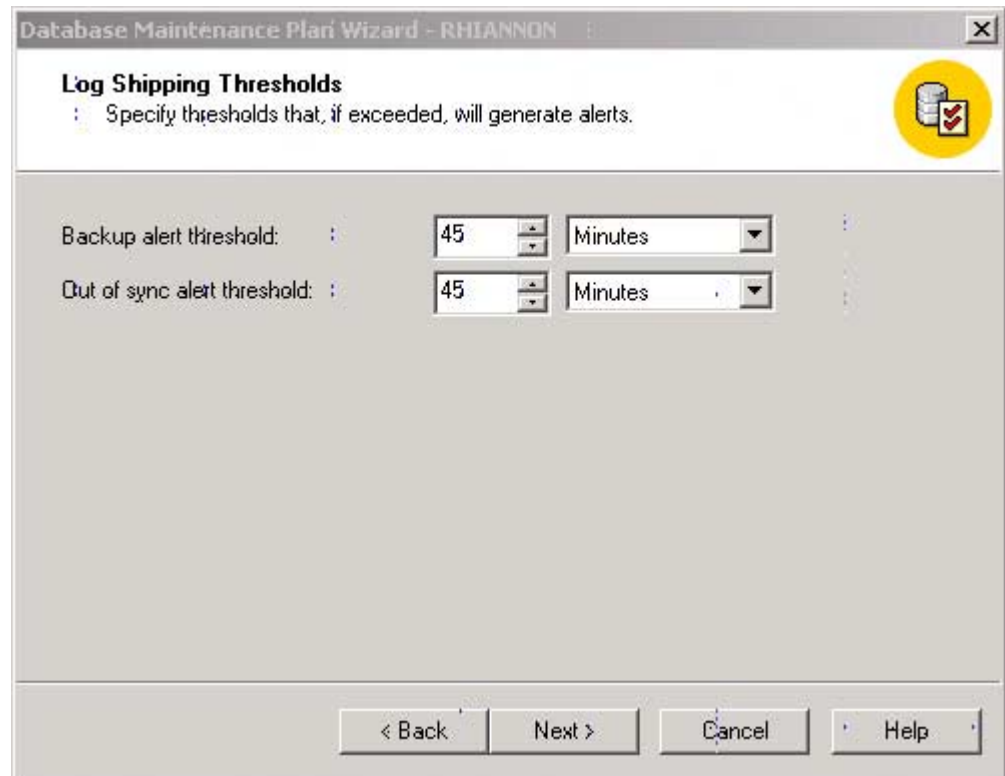 Database Maintenance Plan Wizard - RHIANNON
Log Shipping Thresholds
Specify thresholds that, if exceeded, will generate alerts.
Backup alert threshold: 45 Minutes
Out of sync alert threshold: 45 Minutes
< Back Next > Cancel Help